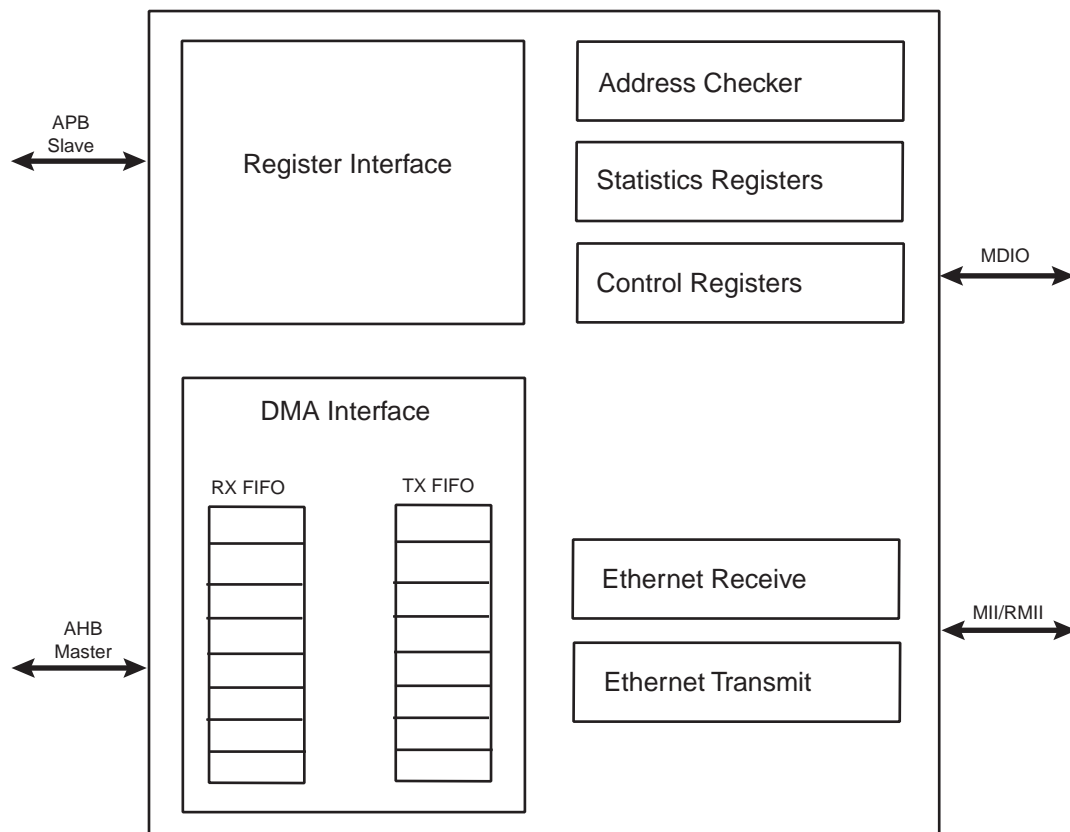 Address Checker
APB
Slave
Register Interface
Statistics Registers
MDIO
Control Registers
DMA Interface
RX FIFO
TX FIFO
Ethernet Receive
MII/RMII
AHB
Master
Ethernet Transmit